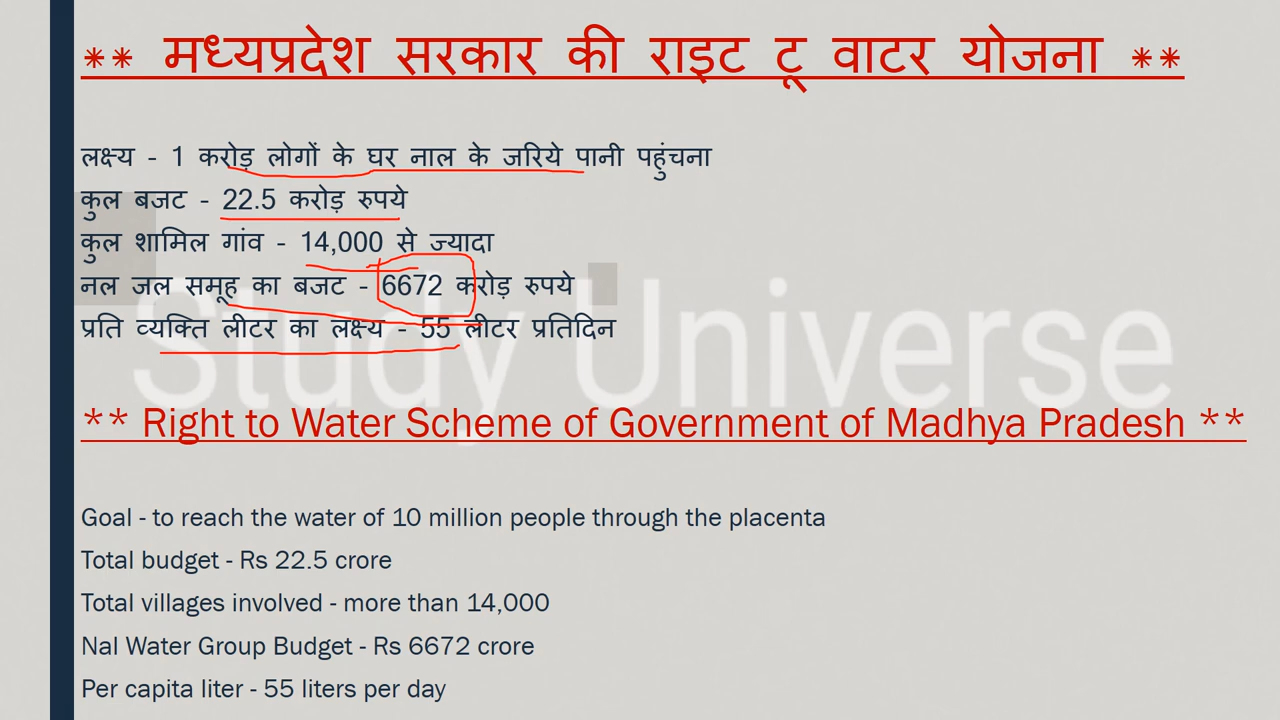 ** मध्यप्रदेश सरकार की राइट टू वाटर योजना **
लक्ष्य - 1 करोड़ लोगों के घर नाल के जरिये पानी पहुंचना
कुल बजट - 22.5 करोड़ रुपये
कुल शामिल गांव - 14,000 से ज्यादा
नल जल समूह का बजट - 6672 करोड़ रुपये
प्रति व्यक्ति लीटर का लक्ष्य - 55 लीटर प्रतिदिन
Study Universe
** Right to Water Scheme of Government of Madhya Pradesh **
Goal - to reach the water of 10 million people through the placenta
Total budget - Rs 22.5 crore
Total villages involved - more than 14,000
Nal Water Group Budget - Rs 6672 crore
Per capita liter - 55 liters per day